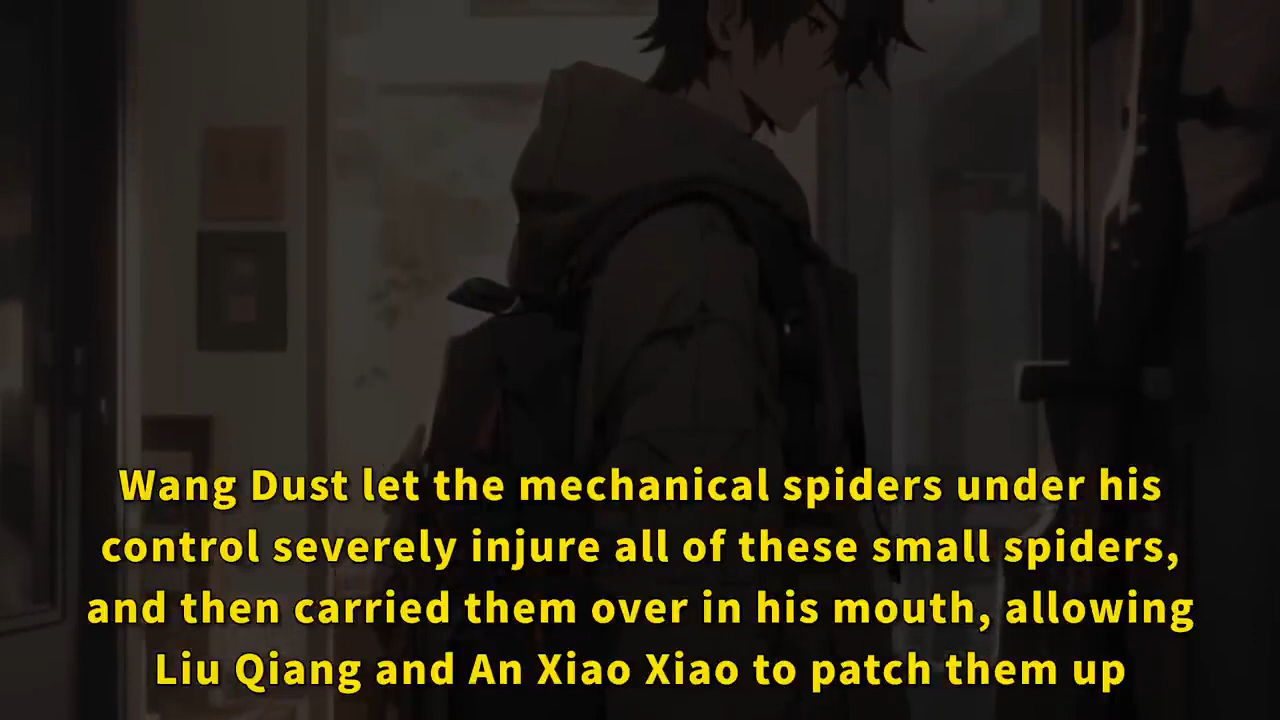 Wang Dust let the mechanical spiders under his
control severely injure all of these small spiders,
and then carried them over in his mouth, allowing
Liu Qiang and An Xiao Xiao to patch them up